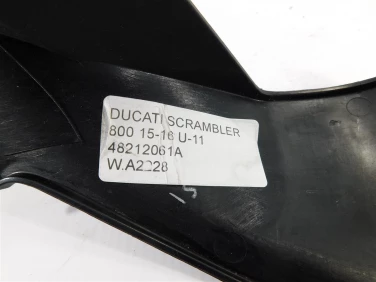 DUCATI SCRAMBLER
800 15-16 U-11
48212061A
W.A2228